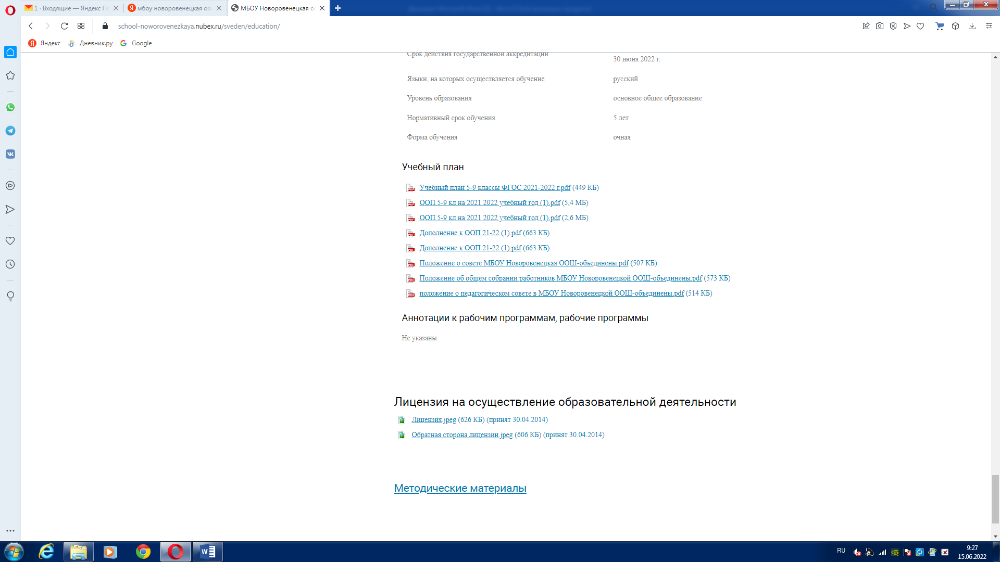 1 · Входящие — Яндекс По
мбоу новоровенецкая оо
МБОУ Новоровенецкая о
school-noworovenezkaya.nubex.ru/sveden/education/
Яндекс
Дневник.ру
Google
Срок действия государственной аккредитации
30 июня 2022 г.
Языки, на которых осуществляется обучение
русский
Уровень образования
основное общее образование
Нормативный срок обучения
5 лет
Форма обучения
очная
Учебный план
Учебный план 5-9 классы ФГОС 2021-2022 г.pdf (449 КБ)
ООП 5-9 кл на 2021 2022 учебный год (1).pdf (5,4 МБ)
ООП 5-9 кл на 2021 2022 учебный год (1).pdf (2,6 МБ)
Дополнение к ООП 21-22 (1).pdf (663 КБ)
Дополнение к ООП 21-22 (1).pdf (663 КБ)
Положение о совете МБОУ Новоровенецкая ООШ-объединены.pdf (507 КБ)
Положение об общем собрании работников МБОУ Новоровенецкой ООШ-объединены.pdf (573 КБ)
положение о педагогическом совете в МБОУ Новоровенецкой ООШ-объединены.pdf (514 КБ)
Аннотации к рабочим программам, рабочие программы
Не указаны
Лицензия на осуществление образовательной деятельности
Лицензия.jpeg (626 КБ) (принят 30.04.2014)
Обратная сторона лицензии.jpeg (606 КБ) (принят 30.04.2014)
Методические материалы
RU
9:27
15.06.2022